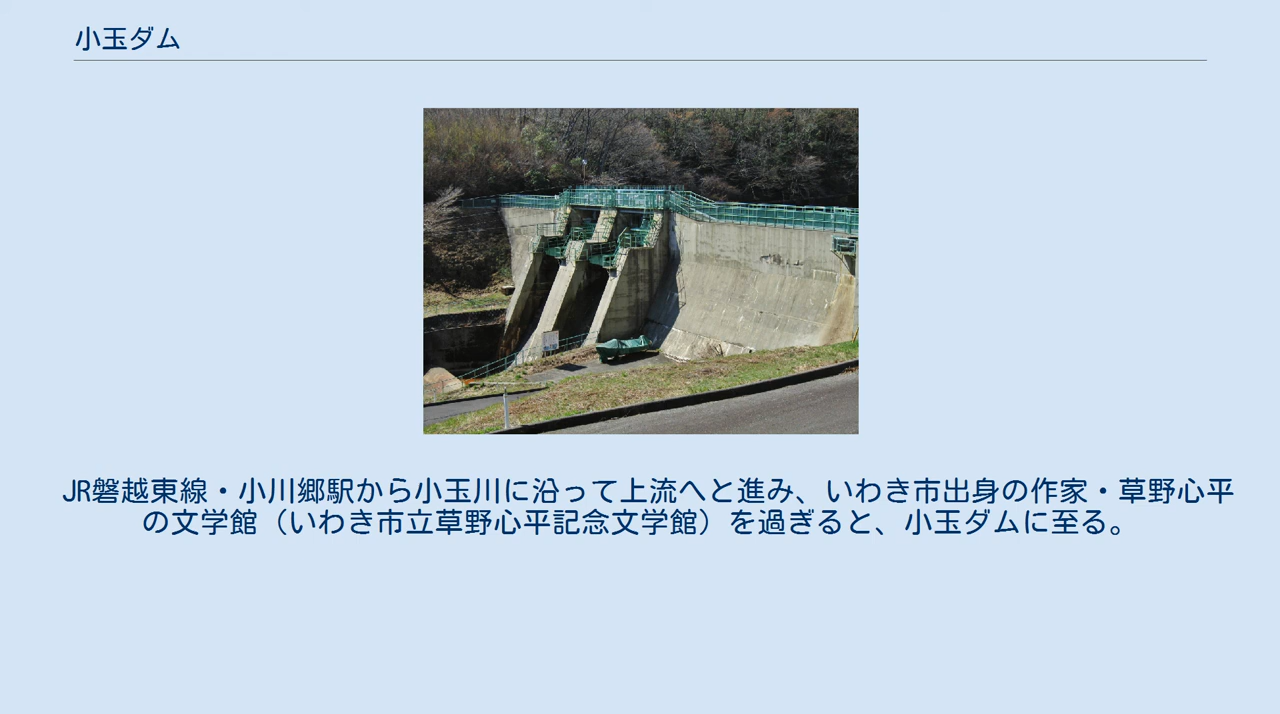 小玉ダム
JR磐越東線・小川郷駅から小玉川に沿って上流へと進み、いわき市出身の作家・草野心平
の文学館（いわき市立草野心平記念文学館）を過ぎると、小玉ダムに至る。